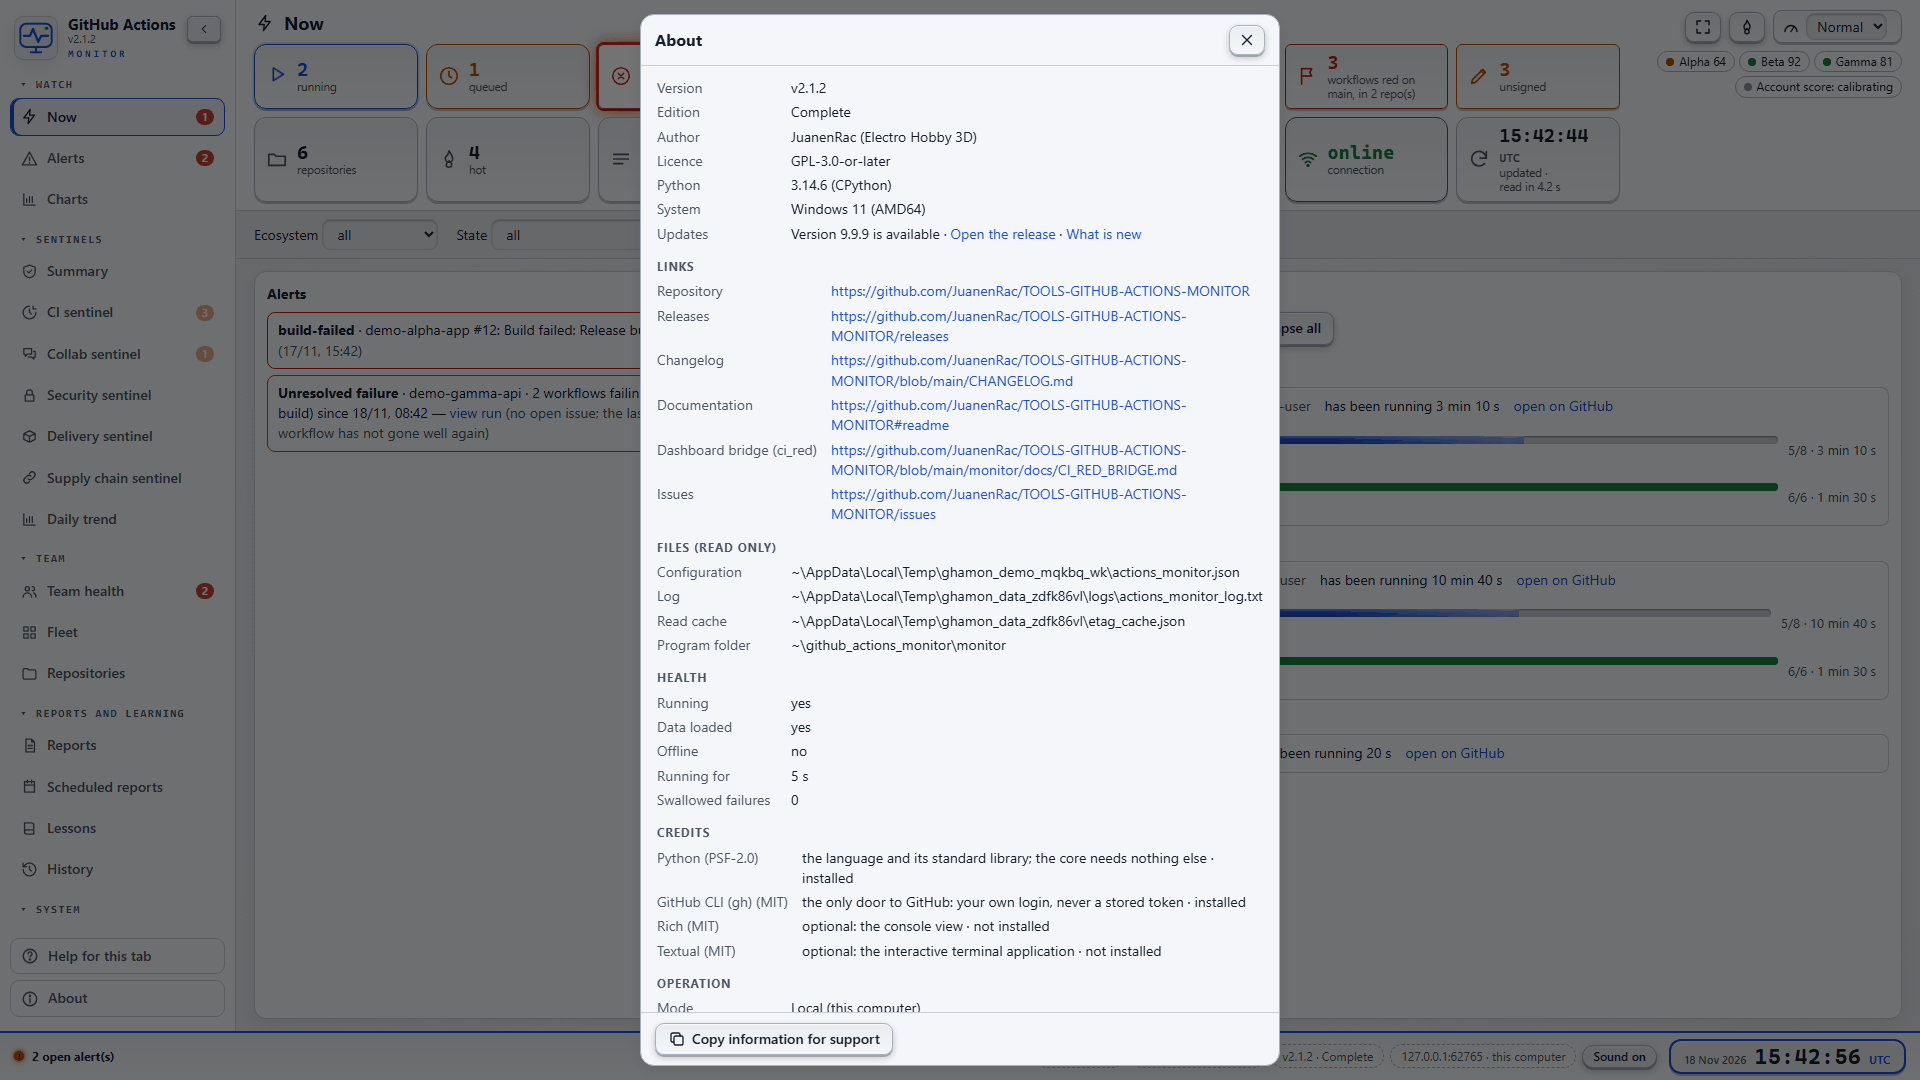 GitHub Actions
v2.1.2
MONITOR
WATCH
Now 1
Alerts 2
Charts
SENTINELS
Summary
CI sentinel 3
Collab sentinel 1
Security sentinel
Delivery sentinel
Supply chain sentinel
Daily trend
TEAM
Team health 2
Fleet
Repositories
REPORTS AND LEARNING
Reports
Scheduled reports
Lessons
History
SYSTEM
Help for this tab
About
Now
2
running
1
queued
6
repositories
4
hot
3
workflows red on
main, in 2 repo(s)
3
unsigned
online
connection
15:42:44
UTC
updated ·
read in 4.2 s
Normal
Alpha 64
Beta 92
Gamma 81
Account score: calibrating
Ecosystem all
State all
Alerts
build-failed · demo-alpha-app #12: Build failed: Release
(17/11, 15:42)
Unresolved failure · demo-gamma-api · 2 workflows
build) since 18/11, 08:42 — view run (no open issue; the
workflow has not gone well again)
all
has been running 3 min 10 s open on GitHub
5/8 · 3 min 10 s
6/6 · 1 min 30 s
has been running 10 min 40 s open on GitHub
5/8 · 10 min 40 s
6/6 · 1 min 30 s
been running 20 s open on GitHub
About
Version v2.1.2
Edition Complete
Author JuanenRac (Electro Hobby 3D)
Licence GPL-3.0-or-later
Python 3.14.6 (CPython)
System Windows 11 (AMD64)
Updates Version 9.9.9 is available · Open the release · What is new
LINKS
Repository https://github.com/JuanenRac/TOOLS-GITHUB-ACTIONS-MONITOR
Releases https://github.com/JuanenRac/TOOLS-GITHUB-ACTIONS-
MONITOR/releases
Changelog https://github.com/JuanenRac/TOOLS-GITHUB-ACTIONS-
MONITOR/blob/main/CHANGELOG.md
Documentation https://github.com/JuanenRac/TOOLS-GITHUB-ACTIONS-
MONITOR#readme
Dashboard bridge (ci_red) https://github.com/JuanenRac/TOOLS-GITHUB-ACTIONS-
MONITOR/blob/main/monitor/docs/CI_RED_BRIDGE.md
Issues https://github.com/JuanenRac/TOOLS-GITHUB-ACTIONS-
MONITOR/issues
FILES (READ ONLY)
Configuration ~\AppData\Local\Temp\ghamon_demo_mqkbq_wk\actions_monitor.json
Log ~\AppData\Local\Temp\ghamon_data_zdfk86vl\logs\actions_monitor_log.txt
Read cache ~\AppData\Local\Temp\ghamon_data_zdfk86vl\etag_cache.json
Program folder ~\github_actions_monitor\monitor
HEALTH
Running yes
Data loaded yes
Offline no
Running for 5 s
Swallowed failures 0
CREDITS
Python (PSF-2.0) the language and its standard library; the core needs nothing else ·
installed
GitHub CLI (gh) (MIT) the only door to GitHub: your own login, never a stored token · installed
Rich (MIT) optional: the console view · not installed
Textual (MIT) optional: the interactive terminal application · not installed
OPERATION
Mode Local (this computer)
Copy information for support
2 open alert(s)
v2.1.2 · Complete
127.0.0.1:62765 · this computer
Sound on
18 Nov 2026 15:42:56 UTC